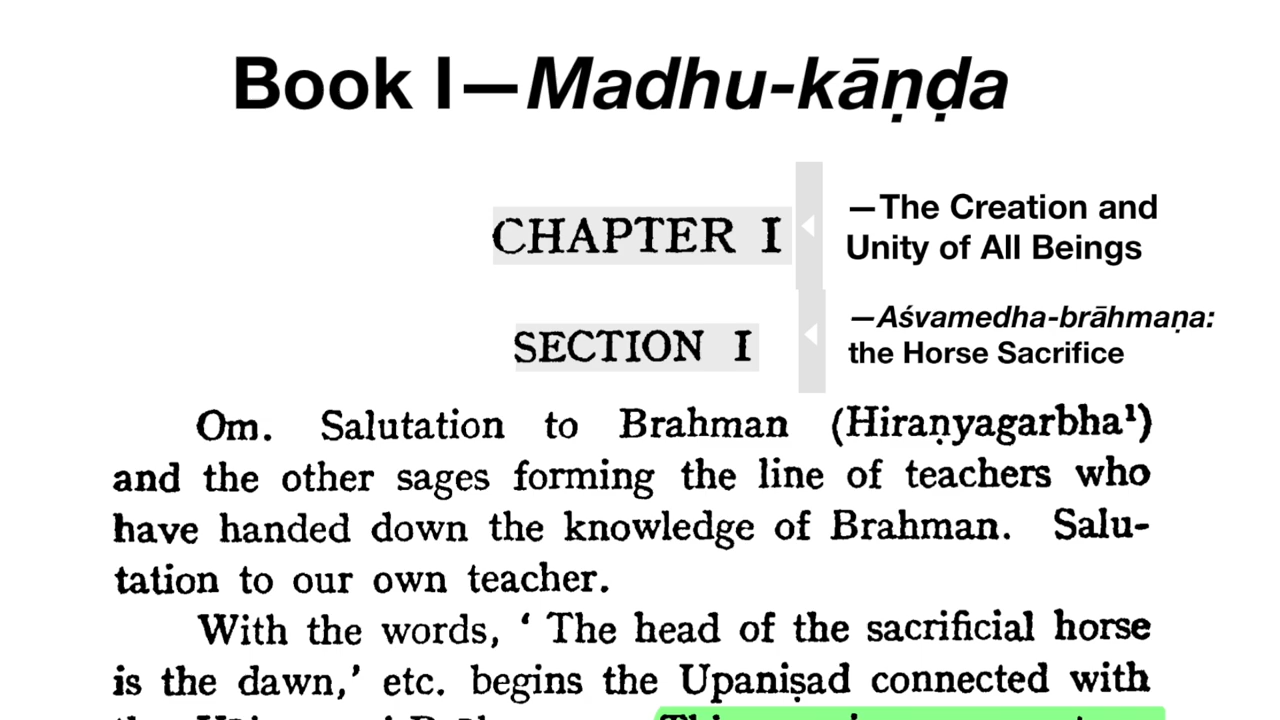 Book I—Madhu-kāṇḍa
CHAPTER I
—The Creation and
Unity of All Beings
SECTION I
—Aśvamedha-brāhmaṇa:
the Horse Sacrifice
Om. Salutation to Brahman (Hiraṇyagarbha¹)
and the other sages forming the line of teachers who
have handed down the knowledge of Brahman. Salu-
tation to our own teacher.
With the words, ‘ The head of the sacrificial horse
is the dawn,’ etc. begins the Upaniṣad connected with